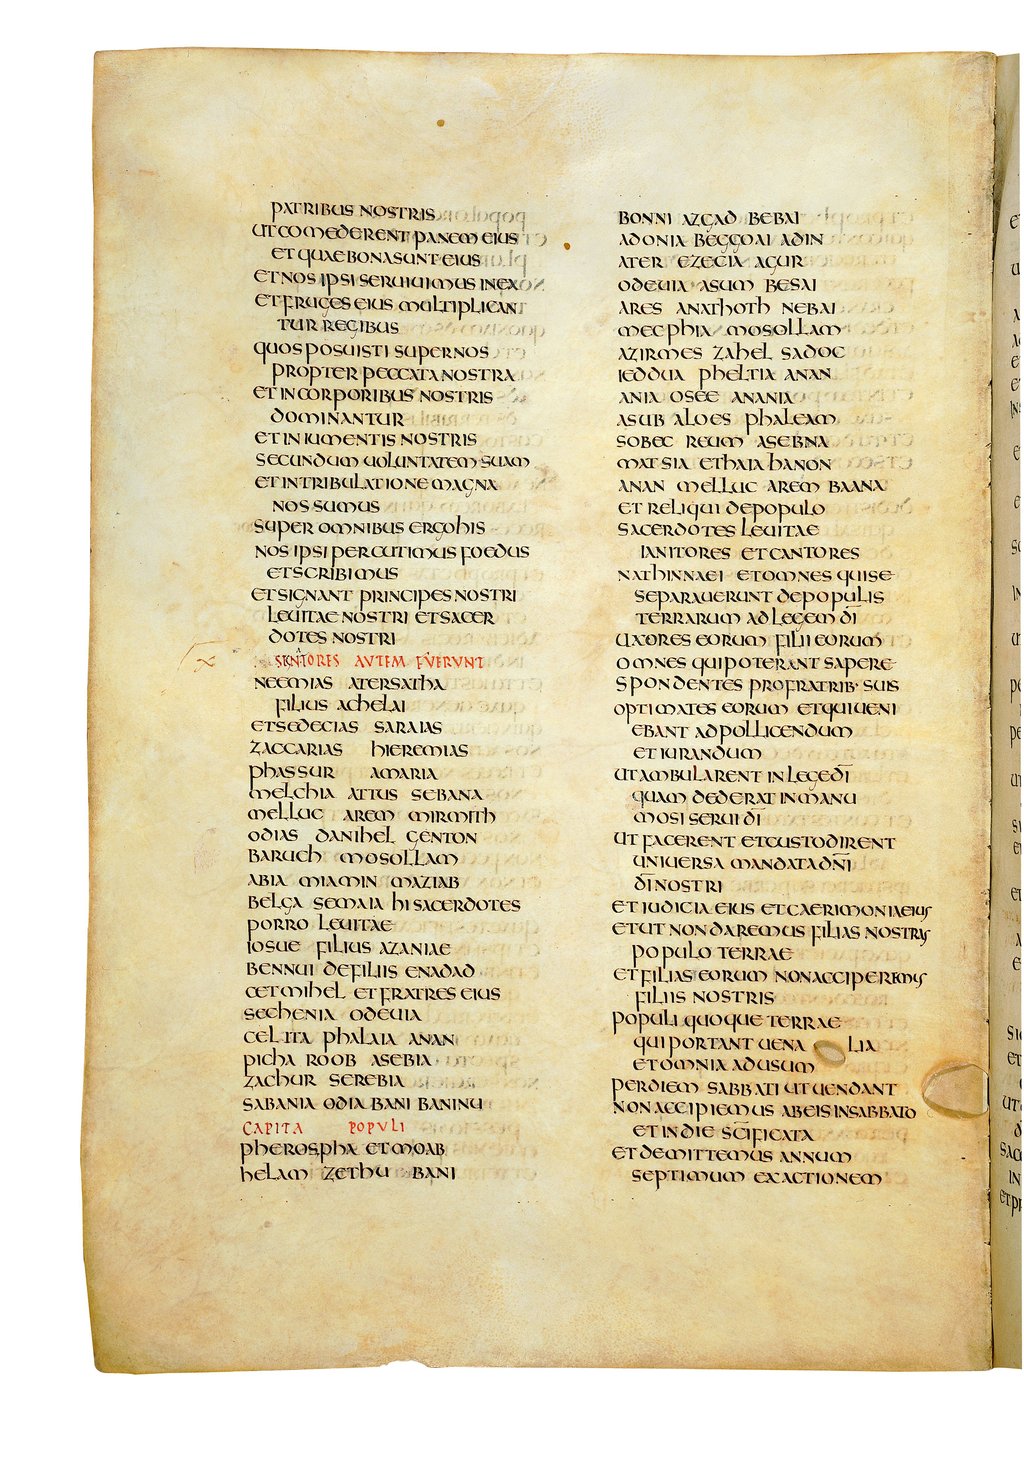 PATRIBUS NOSTRIS
UT COMEDERENT PANEM EIUS
ET QUAE BONA SUNT EIUS
ET NOS IPSI SERUI SUMUS IN EX
ET FRUGES EIUS MULTIPLICAN
TUR REGIBUS
QUOS POSUISTI SUPER NOS
PROPTER PECCATA NOSTRA
ET IN CORPORIBUS NOSTRIS
DOMINANTUR
ET IN IUMENTIS NOSTRIS
SECUNDUM UOLUNTATEM SUAM
ET IN TRIBULATIONE MAGNA
NOS SUMUS
SUPER OMNIBUS ERGO HIS
NOS IPSI PERCUTIMUS FOEDUS
ET SCRIBIMUS
ET SIGNANT PRINCIPES NOSTRI
LEUITAE NOSTRI ET SACER
DOTES NOSTRI
SIGNATORES AUTEM FUERUNT
NEEMIAS ATERSATHA
FILIUS ACHELAI
ET SEDECIAS SARAIAS
ZACCARIAS HIEREMIAS
PHASSUR AMARIA
MELCHIA ATTUS SEBANA
MELLUC AREM MIRMITH
ODIAS DANIHEL GENTON
BARUCH MOSOLLAM
ABIA MIAMIN MAZIAB
BELGA SEMAIA HI SACERDOTES
PORRO LEUITAE
IOSUE FILIUS AZANIAE
BENNUI DE FILIIS ENADAD
CETMIHEL ET FRATRES EIUS
SECHENIA ODEUIA
CELITA PHALAIA ANAN
PICHA ROOB ASEBIA
ZACHUR SEREBIA
SABANIA ODIA BANI BANINU
CAPITA POPULI
PHEROSPHA ET MOAB
HELAM ZETHU BANI
BONNI AZGAD BEBAI
ADONIA BEGGOAI ADIN
ATER EZECIA AGUR
ODEUIA ASUM BESAI
ARES ANATHOTH NEBAI
MECPHIA MOSOLLAM
AZIRMES ZAHEL SADOC
IEDDUA PHELTIA ANAN
ANIA OSEE ANANIA
ASUB ALOES PHALEAM
SOBEC REUM ASEBNA
MATSIA ETHAIA HANON
ANAN MELLUC AREM BAANA
ET RELIQUI DE POPULO
SACERDOTES LEUITAE
IANITORES ET CANTORES
NATHINNAEI ET OMNES QUI SE
SEPARAUERUNT DE POPULIS
TERRARUM AD LEGEM D̄I
UXORES EORUM FILII EORUM
OMNES QUI POTERANT SAPERE
SPONDENTES PRO FRATRIB· SUIS
OPTIMATES EORUM ET QUI UENI
EBANT AD POLLICENDUM
ET IURANDUM
UT AMBULARENT IN LEGE D̄I
QUAM DEDERAT IN MANU
MOSI SERUI D̄I
UT FACERENT ET CUSTODIRENT
UNIUERSA MANDATA D̄N̄I
D̄I NOSTRI
ET IUDICIA EIUS ET CAERIMONIAS EIUS
ET UT NON DAREMUS FILIAS NOSTRAS
POPULO TERRAE
ET FILIAS EORUM NON ACCIPEREMUS
FILIIS NOSTRIS
POPULI QUOQUE TERRAE
QUI PORTANT UENA LIA
ET OMNIA AD USUM
PER DIEM SABBATI UT UENDANT
NON ACCIPIEMUS AB EIS IN SABBATO
ET IN DIE SC̄IFICATA
ET DEMITTEMUS ANNUM
SEPTIMUM EXACTIONEM